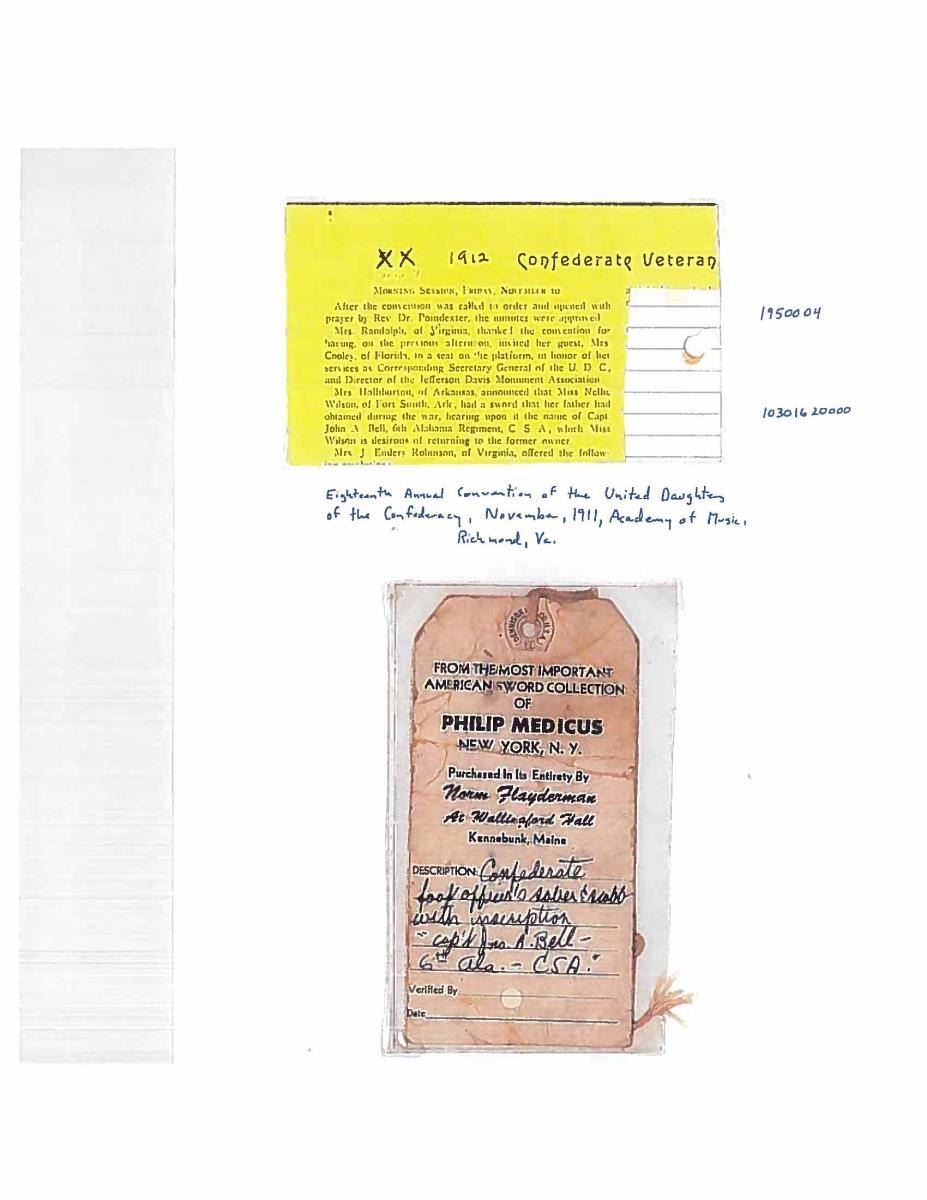 XX 1912 Confederate Veteran
MORNING SESSION, FRIDAY, NOVEMBER 10
After the convention was called to order and opened with
prayer by Rev. Dr. Poindexter, the minutes were approved
Mrs. Randolph, of Virginia, thanked the convention for
having, on the previous afternoon, invited her guest, Mrs
Cooley, of Florida, to a seat on the platform, in honor of her
services as Corresponding Secretary General of the U. D. C.,
and Director of the Jefferson Davis Monument Association
Mrs Halliburton, of Arkansas, announced that Miss Nellie
Wilson, of Fort Smith, Ark, had a sword that her father had
obtained during the war, bearing upon it the name of Capt
John A Bell, 6th Alabama Regiment, C S A, which Miss
Wilson is desirous of returning to the former owner
Mrs J Enders Robinson, of Virginia, offered the follow-
1950004
103016 20000
Eighteenth Annual Convention of the United Daughters
of the Confederacy, November, 1911, Academy of Music,
Richmond, Va.
DENNISON U.S.A.
FROM THE MOST IMPORTANT
AMERICAN SWORD COLLECTION
OF
PHILIP MEDICUS
NEW YORK, N. Y.
Purchased In Its Entirety By
Norm Flayderman
At Wallingford Hall
Kennebunk, Maine
DESCRIPTION: Confederate
foot officer's saber & scabb
with inscription
"Cap't Jno. A. Bell -
6th Ala. - CSA."
Verified By
Date